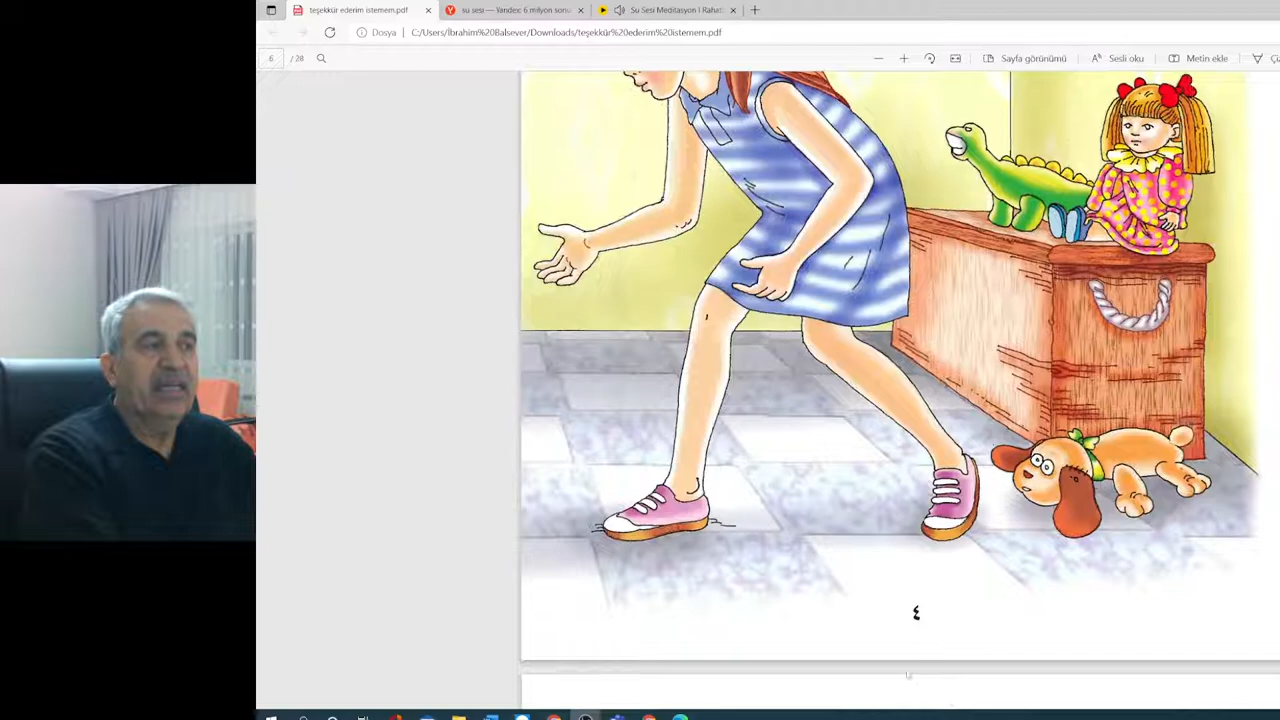 teşekkür ederim istemem.pdf
su sesi — Yandex: 6 milyon sonu
Su Sesi Meditasyon I Rahat
Dosya
C:/Users/İbrahim%20Balsever/Downloads/teşekkür%20ederim%20istemem.pdf
6 / 28
Sayfa görünümü
Sesli oku
Metin ekle
٤